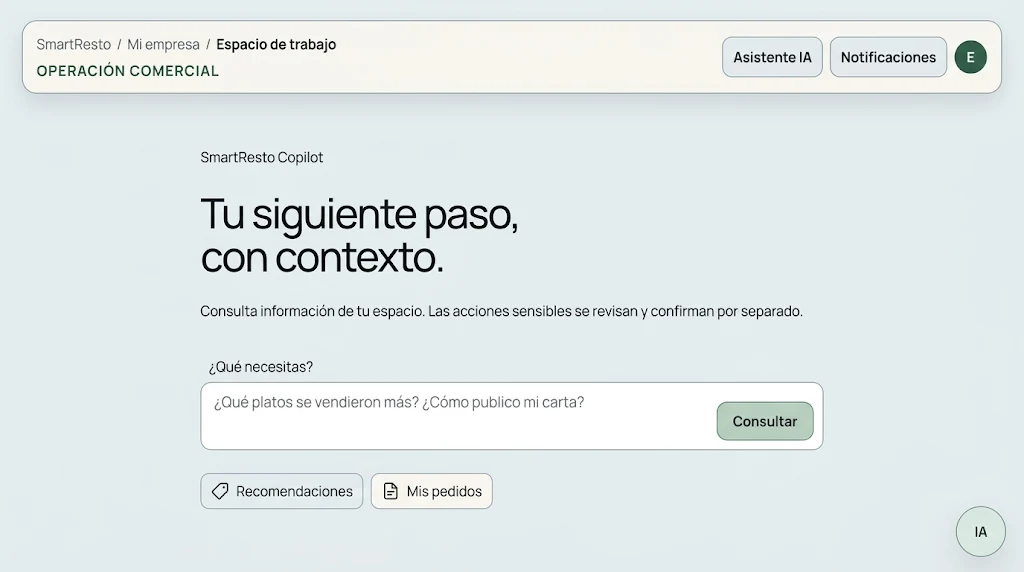 SmartResto / Mi empresa / Espacio de trabajo
OPERACIÓN COMERCIAL
Asistente IA
Notificaciones
E
SmartResto Copilot
Tu siguiente paso,
con contexto.
Consulta información de tu espacio. Las acciones sensibles se revisan y confirman por separado.
¿Qué necesitas?
¿Qué platos se vendieron más? ¿Cómo publico mi carta?
Consultar
Recomendaciones
Mis pedidos
IA